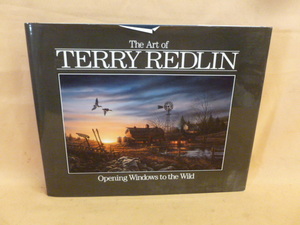 The Art of
TERRY REDLIN
Opening Windows to the Wild